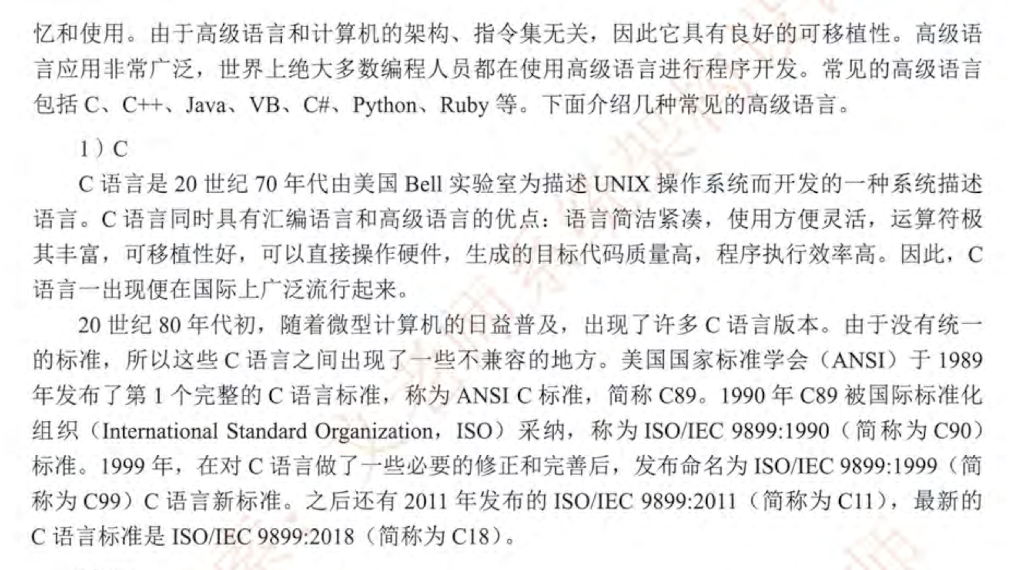 忆和使用。由于高级语言和计算机的架构、指令集无关，因此它具有良好的可移植性。高级语
言应用非常广泛，世界上绝大多数编程人员都在使用高级语言进行程序开发。常见的高级语言
包括 C、C++、Java、VB、C#、Python、Ruby 等。下面介绍几种常见的高级语言。
1）C
C 语言是 20 世纪 70 年代由美国 Bell 实验室为描述 UNIX 操作系统而开发的一种系统描述
语言。C 语言同时具有汇编语言和高级语言的优点：语言简洁紧凑，使用方便灵活，运算符极
其丰富，可移植性好，可以直接操作硬件，生成的目标代码质量高，程序执行效率高。因此，C
语言一出现便在国际上广泛流行起来。
20 世纪 80 年代初，随着微型计算机的日益普及，出现了许多 C 语言版本。由于没有统一
的标准，所以这些 C 语言之间出现了一些不兼容的地方。美国国家标准学会（ANSI）于 1989
年发布了第 1 个完整的 C 语言标准，称为 ANSI C 标准，简称 C89。1990 年 C89 被国际标准化
组织（International Standard Organization，ISO）采纳，称为 ISO/IEC 9899:1990（简称为 C90）
标准。1999 年，在对 C 语言做了一些必要的修正和完善后，发布命名为 ISO/IEC 9899:1999（简
称为 C99）C 语言新标准。之后还有 2011 年发布的 ISO/IEC 9899:2011（简称为 C11），最新的
C 语言标准是 ISO/IEC 9899:2018（简称为 C18）。